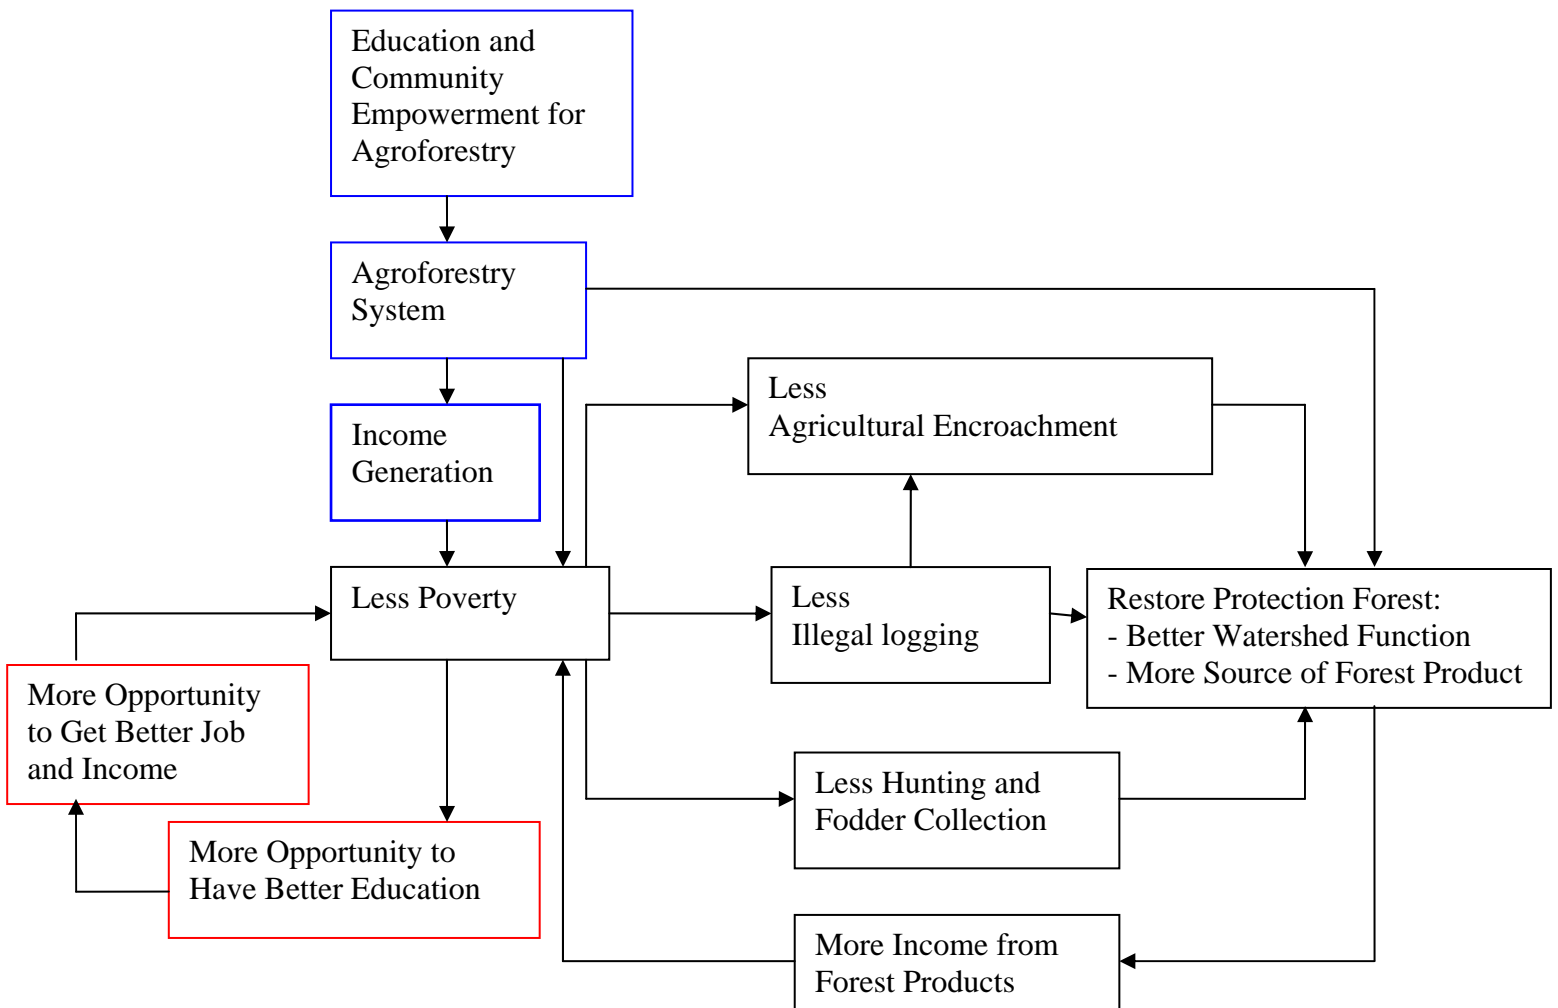 Education and
Community
Empowerment for
Agroforestry
Agroforestry
System
Income
Generation
Less
Agricultural Encroachment
Less Poverty
Less
Illegal logging
Restore Protection Forest:
- Better Watershed Function
- More Source of Forest Product
More Opportunity
to Get Better Job
and Income
Less Hunting and
Fodder Collection
More Opportunity to
Have Better Education
More Income from
Forest Products